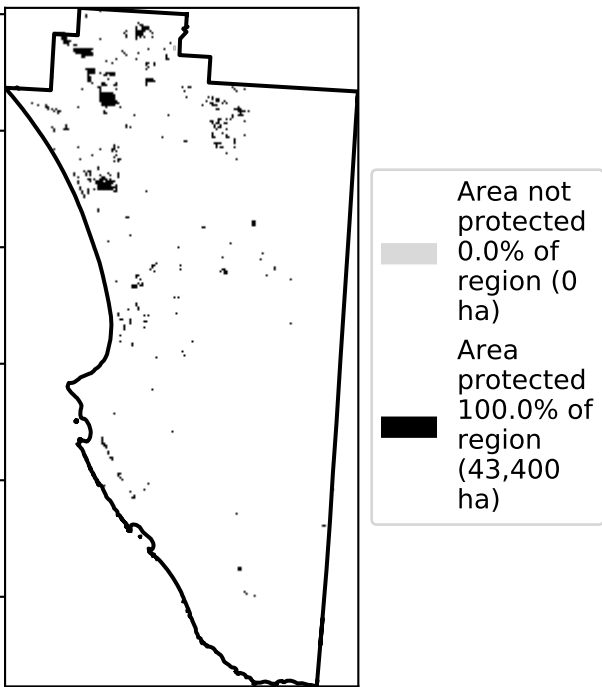 Area not
protected
0.0% of
region (0
ha)
Area
protected
100.0% of
region
(43,400
ha)